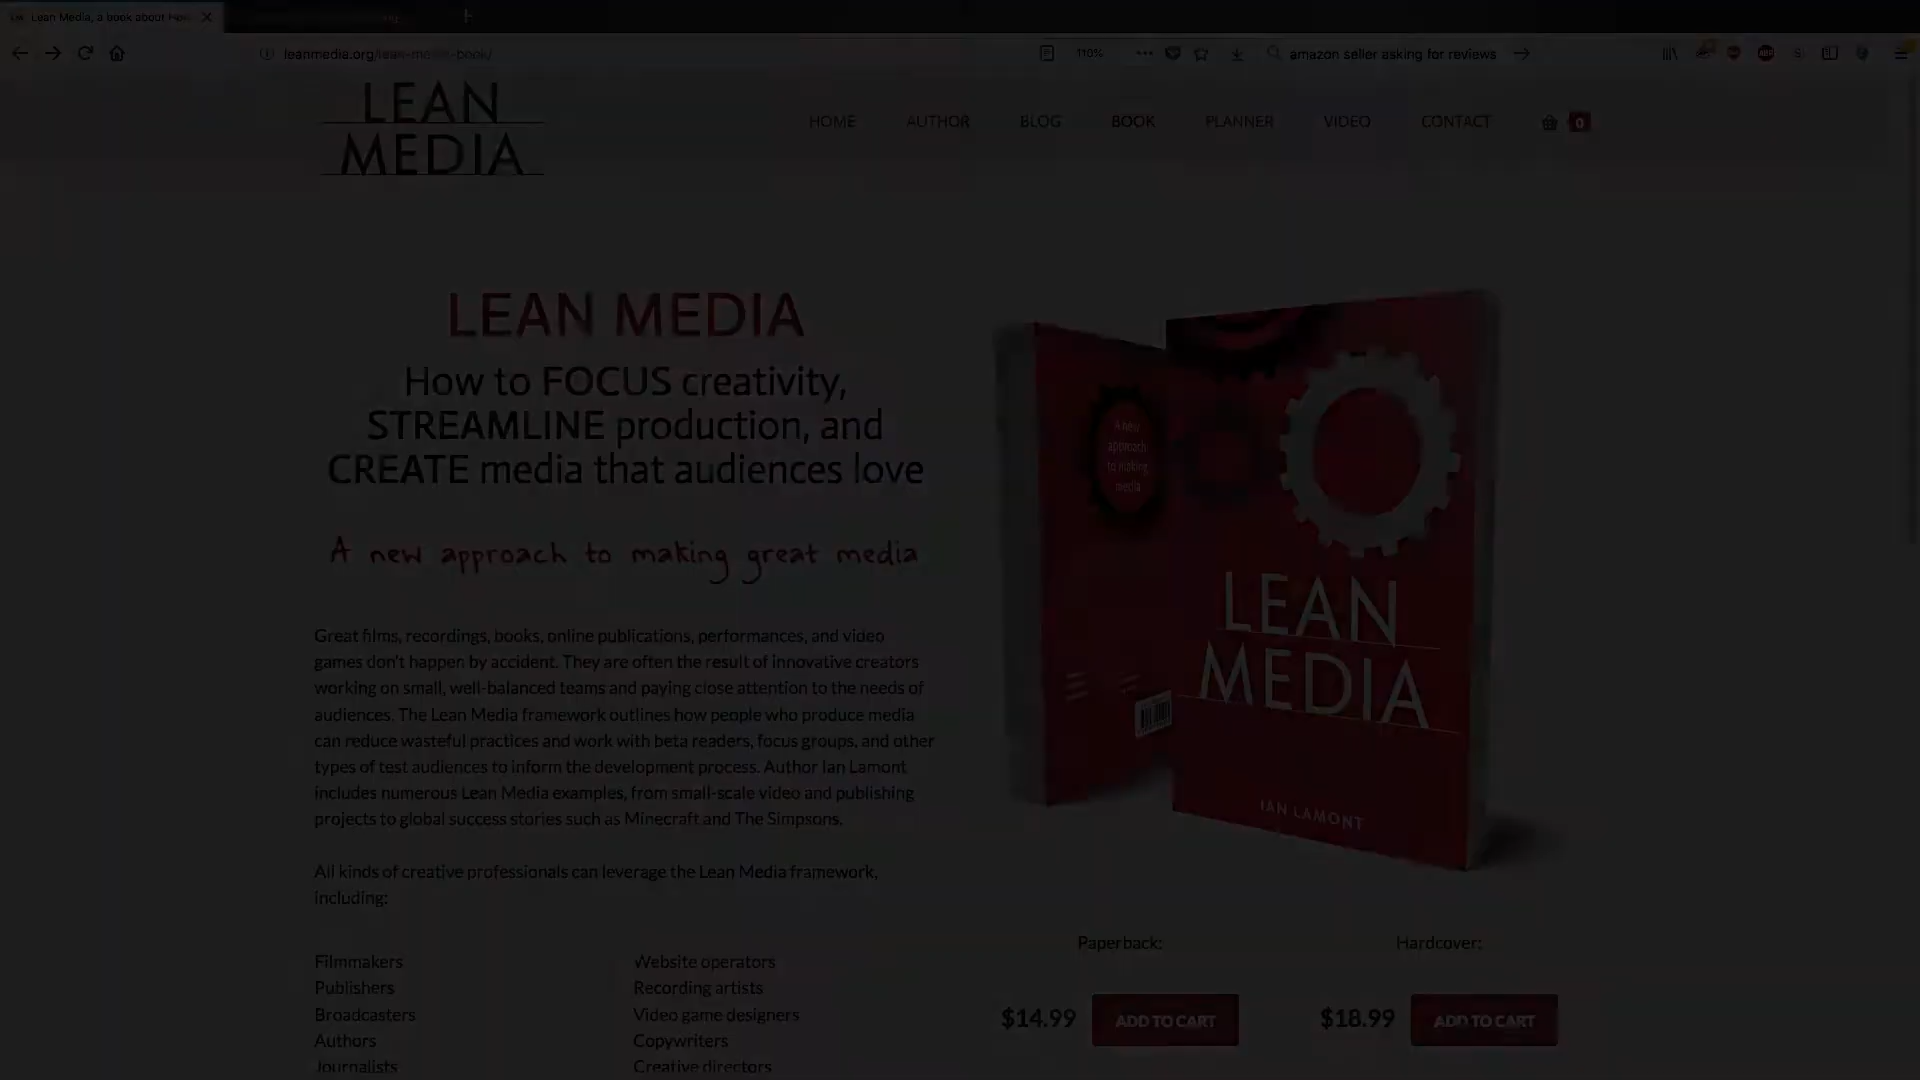 Lean Media, a book about How
leanmedia.org/lean-media-book/
110%
amazon seller asking for reviews
LEAN
MEDIA
HOME
AUTHOR
BLOG
BOOK
PLANNER
VIDEO
CONTACT
0
LEAN MEDIA
How to FOCUS creativity,
STREAMLINE production, and
CREATE media that audiences love
A new approach to making great media
Great films, recordings, books, online publications, performances, and video
games don't happen by accident. They are often the result of innovative creators
working on small, well-balanced teams and paying close attention to the needs of
audiences. The Lean Media framework outlines how people who produce media
can reduce wasteful practices and work with beta readers, focus groups, and other
types of test audiences to inform the development process. Author Ian Lamont
includes numerous Lean Media examples, from small-scale video and publishing
projects to global success stories such as Minecraft and The Simpsons.
All kinds of creative professionals can leverage the Lean Media framework,
including:
Filmmakers
Publishers
Broadcasters
Authors
Journalists
Website operators
Recording artists
Video game designers
Copywriters
Creative directors
A new
approach
to making
media
LEAN
MEDIA
IAN LAMONT
Paperback:
$14.99
ADD TO CART
Hardcover:
$18.99
ADD TO CART